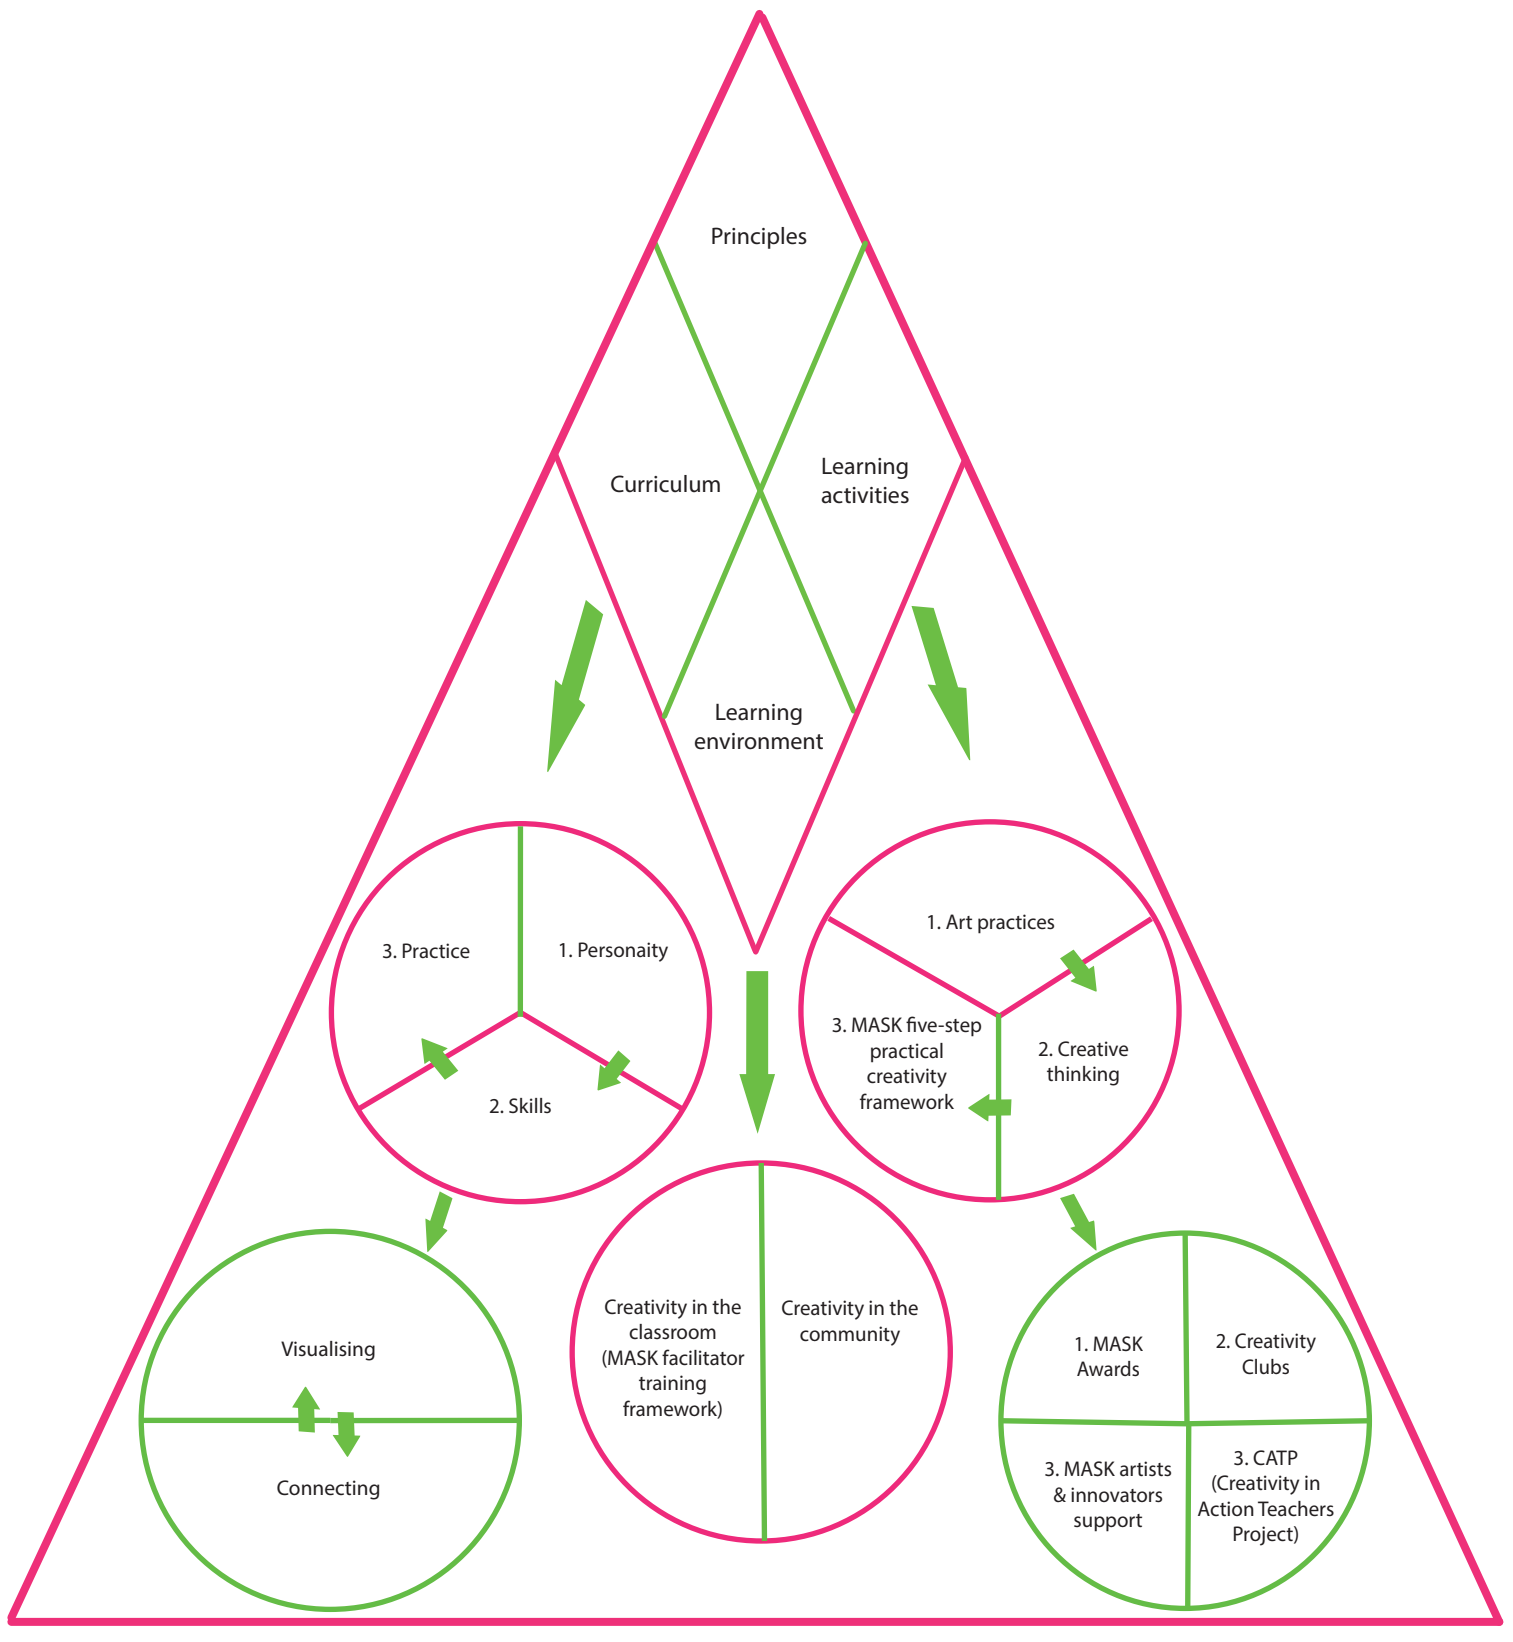 Principles
Curriculum
Learning
activities
Learning
environment
3. Practice
1. Personaity
2. Skills
1. Art practices
3. MASK five-step
practical
creativity
framework
2. Creative
thinking
Visualising
Connecting
Creativity in the
classroom
(MASK facilitator
training
framework)
Creativity in the
community
1. MASK
Awards
2. Creativity
Clubs
3. MASK artists
& innovators
support
3. CATP
(Creativity in
Action Teachers
Project)